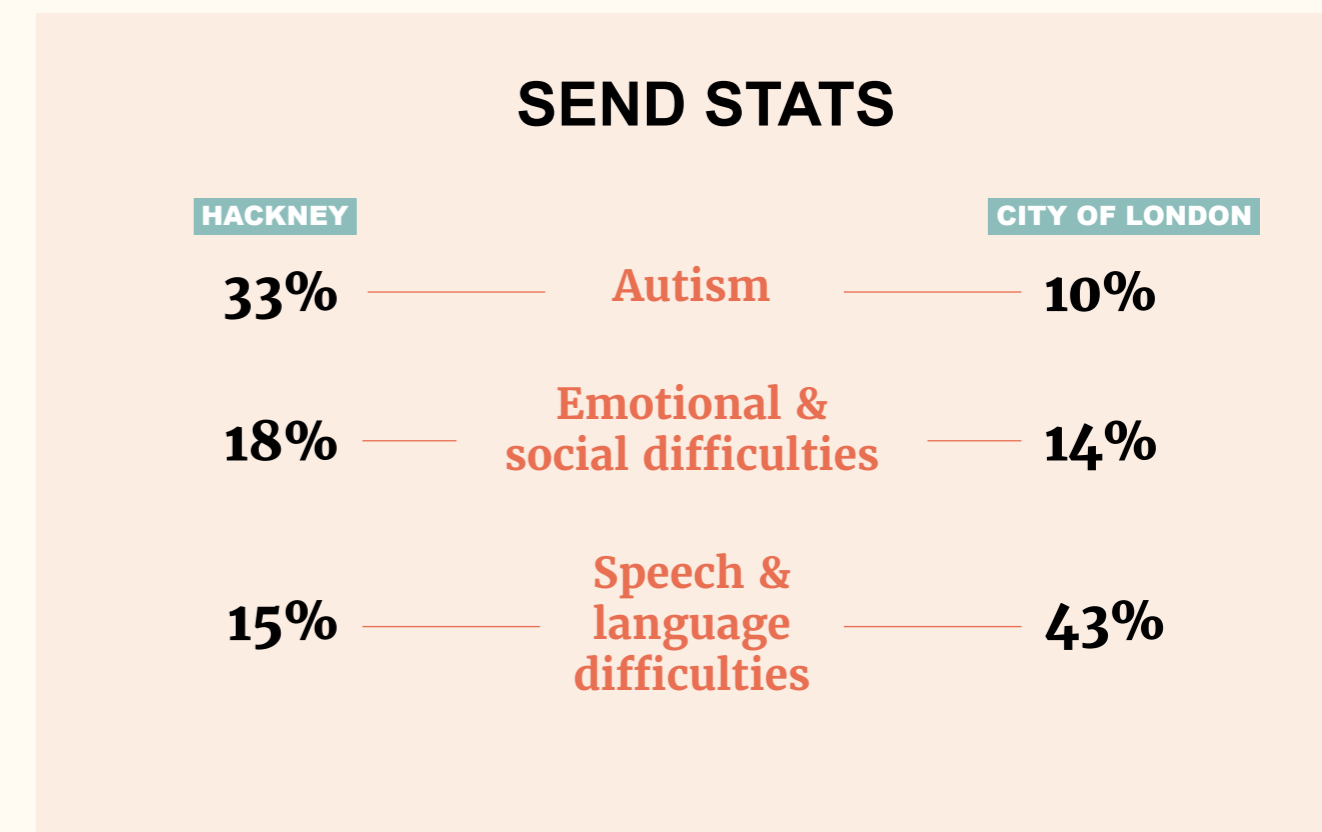 SEND STATS
HACKNEY
CITY OF LONDON
33%
Autism
10%
18%
Emotional &
social difficulties
14%
15%
Speech &
language
difficulties
43%